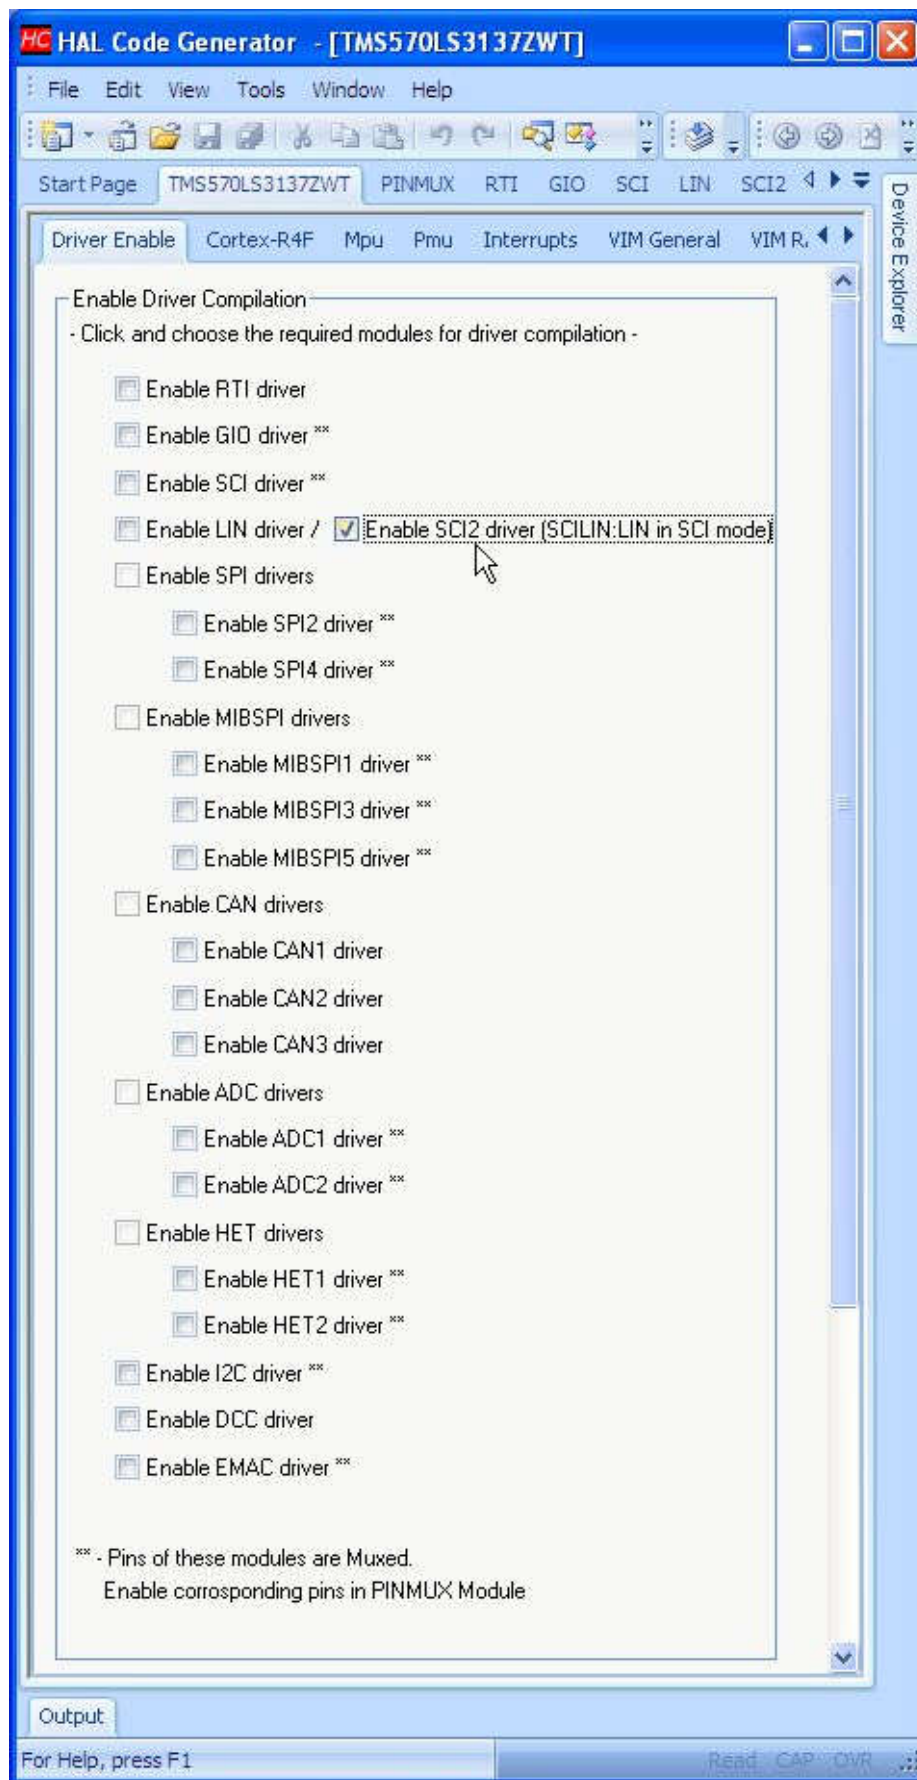 HC HAL Code Generator - [TMS570LS3137ZWT]
File Edit View Tools Window Help
Start Page TMS570LS3137ZWT PINMUX RTI GIO SCI LIN SCI2
Device Explorer
Driver Enable Cortex-R4F Mpu Pmu Interrupts VIM General VIM R
Enable Driver Compilation
- Click and choose the required modules for driver compilation -
Enable RTI driver
Enable GIO driver **
Enable SCI driver **
Enable LIN driver / Enable SCI2 driver (SCILIN:LIN in SCI mode)
Enable SPI drivers
Enable SPI2 driver **
Enable SPI4 driver **
Enable MIBSPI drivers
Enable MIBSPI1 driver **
Enable MIBSPI3 driver **
Enable MIBSPI5 driver **
Enable CAN drivers
Enable CAN1 driver
Enable CAN2 driver
Enable CAN3 driver
Enable ADC drivers
Enable ADC1 driver **
Enable ADC2 driver **
Enable HET drivers
Enable HET1 driver **
Enable HET2 driver **
Enable I2C driver **
Enable DCC driver
Enable EMAC driver **
** - Pins of these modules are Muxed.
Enable corrosponding pins in PINMUX Module
Output
For Help, press F1 Read CAP OVR